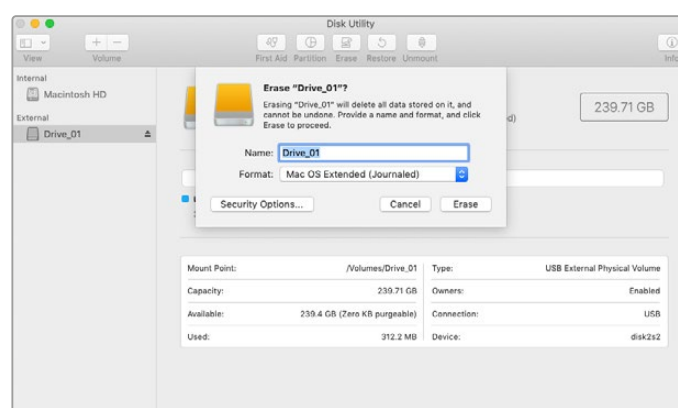 Disk Utility
View
Volume
First Aid Partition Erase Restore Unmount
Info
Internal
Macintosh HD
External
Drive_01
Erase "Drive_01"?
Erasing "Drive_01" will delete all data stored on it, and
cannot be undone. Provide a name and format, and click
Erase to proceed.
Name: Drive_01
Format: Mac OS Extended (Journaled)
Security Options... Cancel Erase
d)
239.71 GB
Mount Point: /Volumes/Drive_01 Type: USB External Physical Volume
Capacity: 239.71 GB Owners: Enabled
Available: 239.4 GB (Zero KB purgeable) Connection: USB
Used: 312.2 MB Device: disk2s2